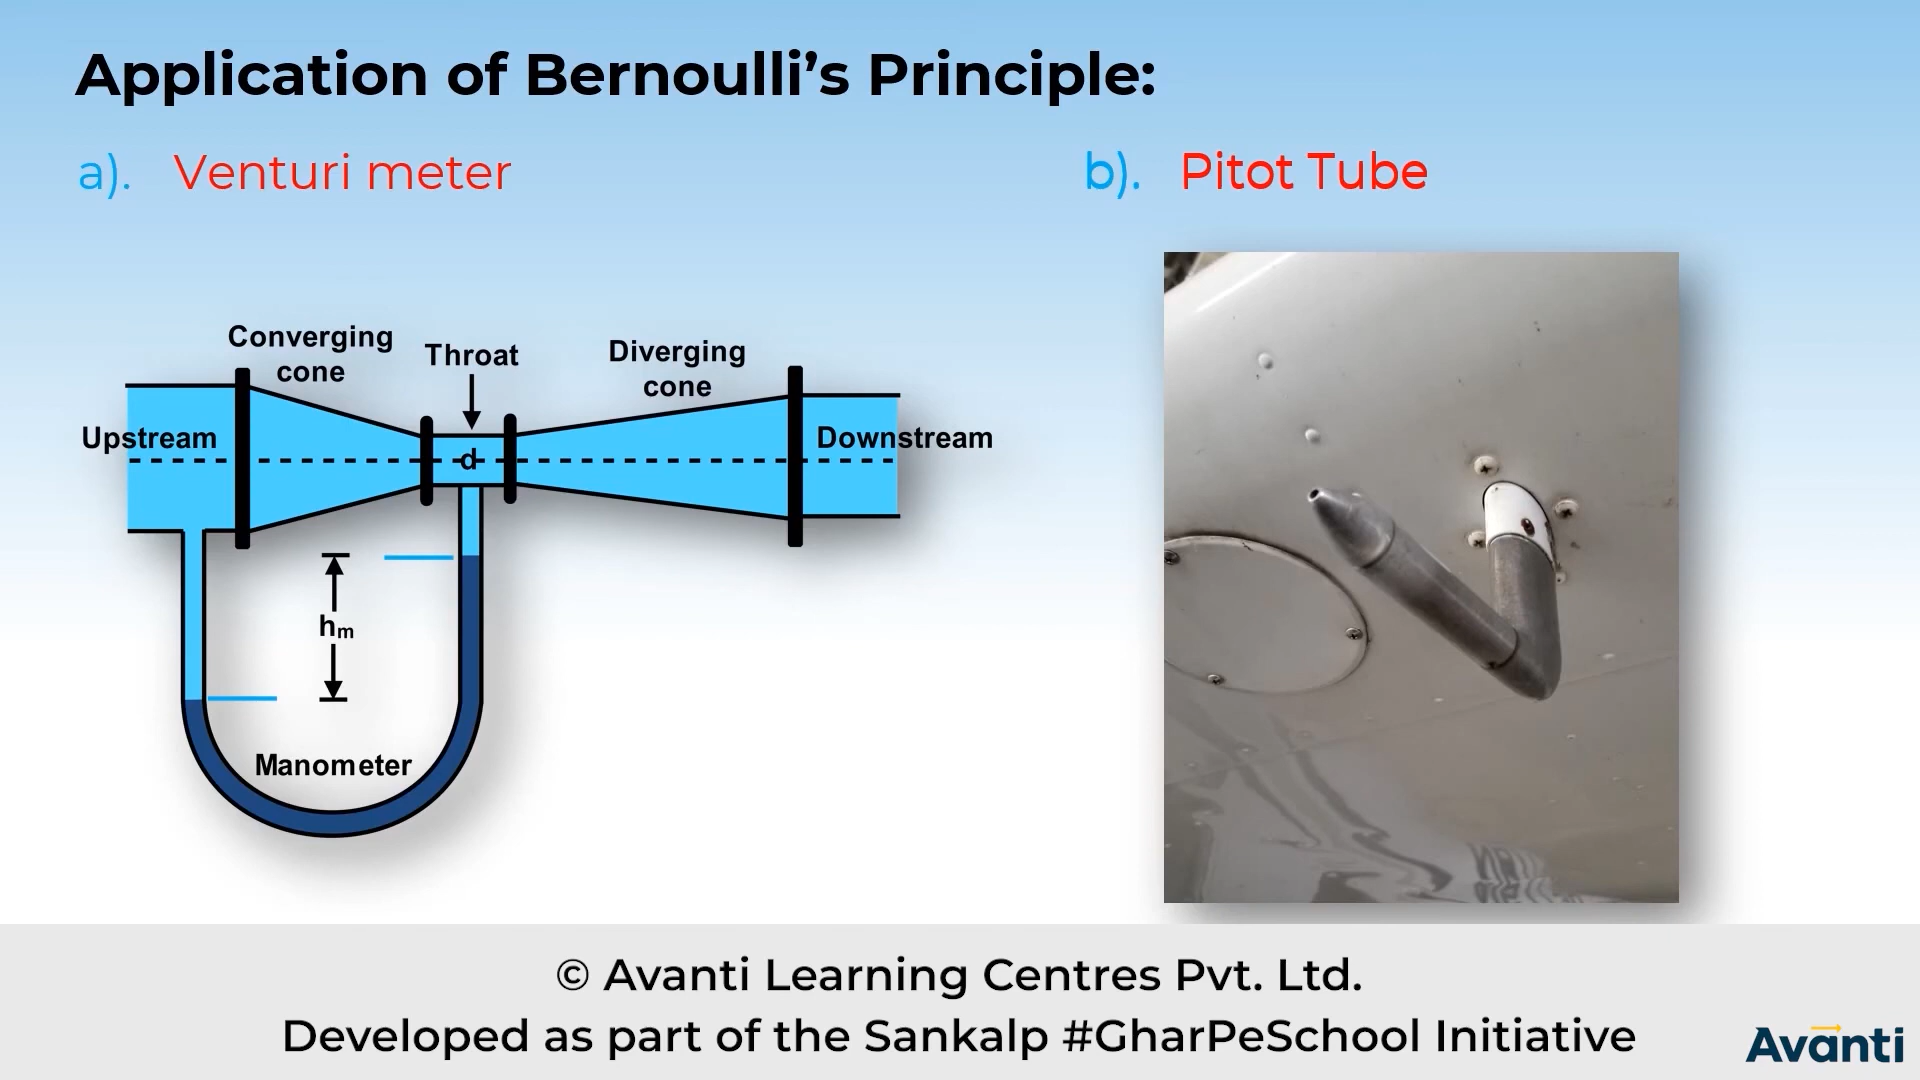 Application of Bernoulli’s Principle:
a). Venturi meter
b). Pitot Tube
Converging
cone
Throat
Diverging
cone
Upstream
d
Downstream
hm
Manometer
© Avanti Learning Centres Pvt. Ltd.
Developed as part of the Sankalp #GharPeSchool Initiative
Avanti